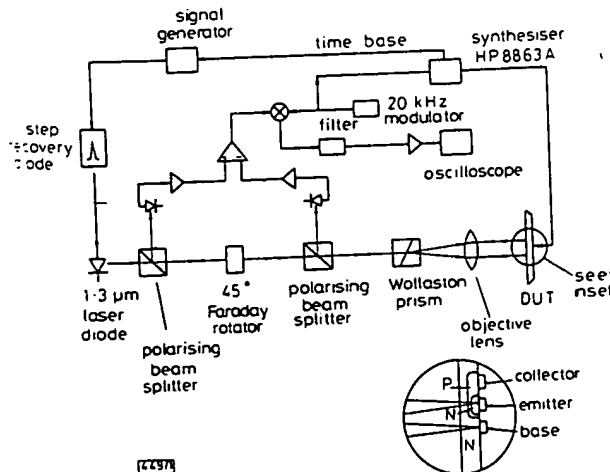 signal
generator
time base
synthesiser
HP 8863A
step
recovery
diode
20 kHz
modulator
filter
oscilloscope
1·3 µm
laser
diode
polarising
beam
splitter
45°
Faraday
rotator
polarising
beam
splitter
Wollaston
prism
objective
lens
DUT
see
inset
P
N
N
collector
emitter
base
449/1